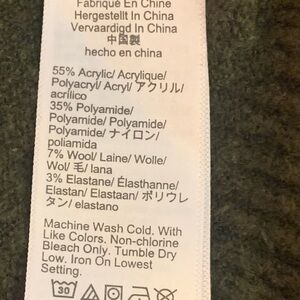 Fabriqué En Chine
Hergestellt In China
Vervaardigd In China
中国製
hecho en china
55% Acrylic/ Acrylique/
Polyacryl/ Acryl/ アクリル/
acrílico
35% Polyamide/
Polyamide/ Polyamide/
Polyamide/ ナイロン/
poliamida
7% Wool/ Laine/ Wolle/
Wol/ 毛/ lana
3% Elastane/ Élasthanne/
Elastan/ Elastaan/ ポリウレ
タン/ elastano
Machine Wash Cold. With
Like Colors. Non-chlorine
Bleach Only. Tumble Dry
Low. Iron On Lowest
Setting.
30